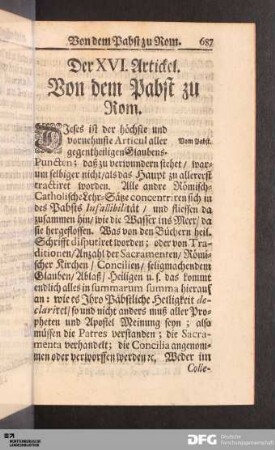 Von dem Pabst zu Rom. 687
Der XVI. Artickel.
Von dem Pabst zu
Rom.
DIeses ist der höchste und
vornehmste Articul aller
gegentheiligen Glaubens-
Puncten; daß zu verwundern stehet / war-
um selbiger nicht / als das Haupt zu allererst
tractiret worden. Alle andre Römisch-
Catholische Lehr-Sätze concentriren sich in
des Pabsts Infallibilität / und fliessen da
zusammen hin / wie die Wasser ins Meer / da
sie hergeflossen. Was von den Büchern heil.
Schrifft disputiret worden; oder von Tra-
ditionen / Anzahl der Sacramenten / Römi-
scher Kirchen / Concilien / seligmachendem
Glauben / Ablaß / Heiligen u. f. das kommt
endlich alles in summarum summa hierauf
an: wie es Ihro Päbstliche Heiligkeit de-
clariret / so und nicht anders muß aller Pro-
pheten und Apostel Meinung seyn; also
müssen die Patres verstanden; die Sacra-
menta verhandelt; die Concilia angenom-
men oder verworffen werden ꝛc. Weder im
Colle-
Vom Pabst.
DFG